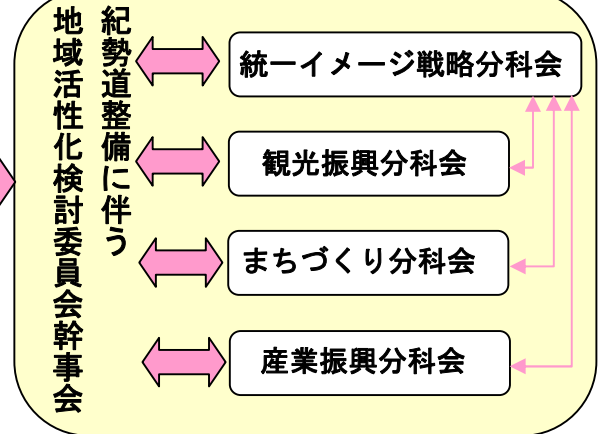 紀勢道整備に伴う
地域活性化検討委員会幹事会
統一イメージ戦略分科会
観光振興分科会
まちづくり分科会
産業振興分科会